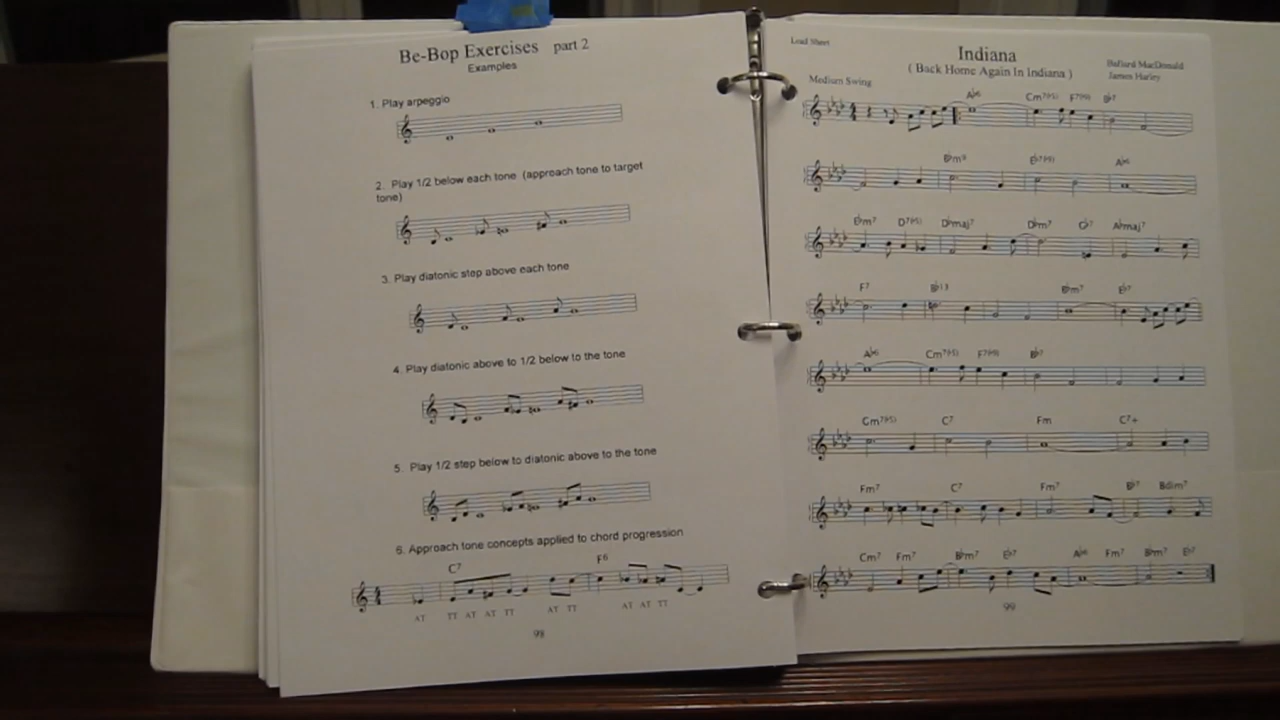 Be-Bop Exercises part 2
Examples
1. Play arpeggio
2. Play 1/2 below each tone (approach tone to target
tone)
3. Play diatonic step above each tone
4. Play diatonic above to 1/2 below to the tone
5. Play 1/2 step below to diatonic above to the tone
6. Approach tone concepts applied to chord progression
C7 F6
AT TT AT AT TT AT TT AT AT TT
98
Lead Sheet
Indiana
( Back Home Again In Indiana )
Ballard MacDonald
James Hanley
Medium Swing
A♭6 Cm7(♭5) F7(♭9) B♭7
B♭m9 E♭7(♭9) A♭6
E♭m7 D7(♭5) D♭maj7 D♭m7 G♭7 A♭maj7
F7 B♭13 B♭m7 E♭7
A♭6 Cm7(♭5) F7(♭9) B♭7
Gm7(♭5) C7 Fm C7+
Fm7 C7 Fm7 B♭7 Bdim7
Cm7 Fm7 B♭m7 E♭7 A♭6 Fm7 B♭m7 E♭7
99